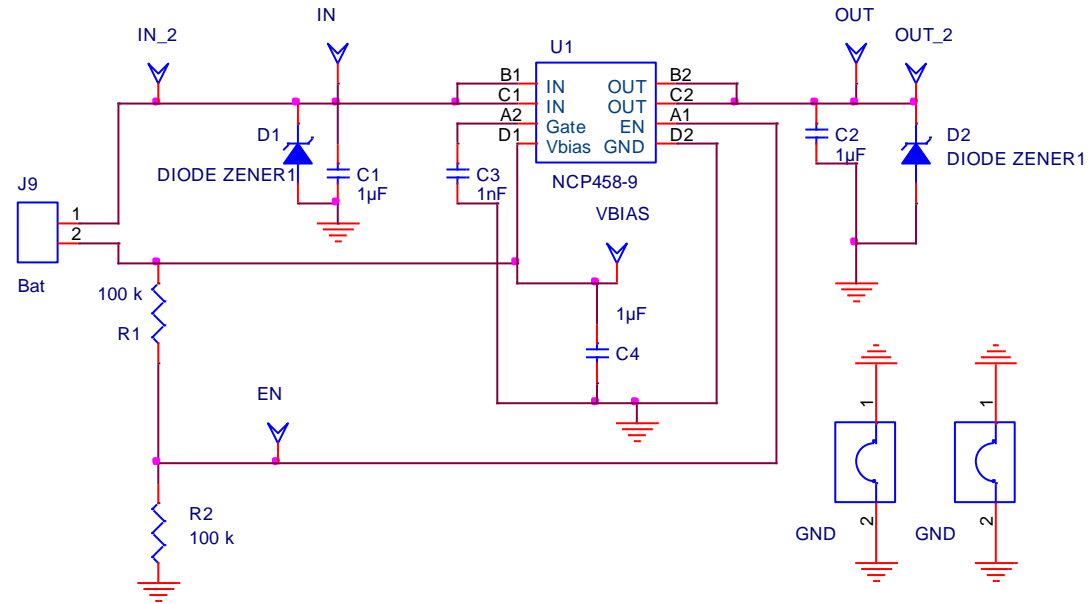 IN
OUT
IN_2
OUT_2
U1
B1
B2
IN
OUT
C1
C2
IN
OUT
A2
A1
Gate
EN
D1
D2
Vbias
GND
NCP458-9
D1
DIODE ZENER1
C1
1µF
C3
1nF
C2
1µF
D2
DIODE ZENER1
J9
1
2
Bat
VBIAS
100 k
R1
1µF
C4
EN
R2
100 k
1
2
GND
1
2
GND